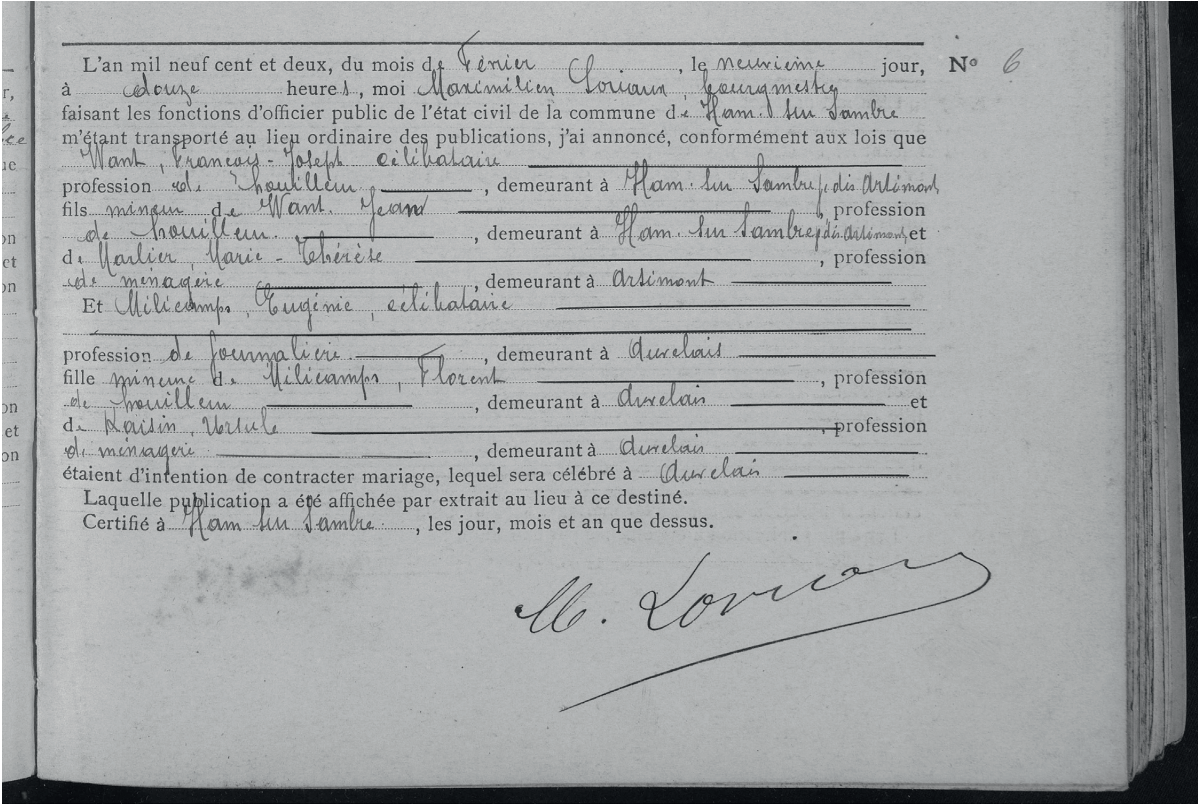 L'an mil neuf cent et deux, du mois de Février, le neuvième jour, N° 6
à douze heures, moi Maximilien Loriaux, bourgmestre
faisant les fonctions d'officier public de l'état civil de la commune de Ham-sur-Sambre
m'étant transporté au lieu ordinaire des publications, j'ai annoncé, conformément aux lois que
Want, François-Joseph célibataire
profession de houilleur, demeurant à Ham-sur-Sambre, dis Arsimont,
fils mineur de Want, Jean, profession
de houilleur, demeurant à Ham-sur-Sambre, dis Arsimont, et
de Marlier, Marie-Thérèse, profession
de ménagère, demeurant à Arsimont
Et Milicamps, Eugénie, célibataire
profession de journalière, demeurant à Auvelais
fille mineure de Milicamps, Florent, profession
de houilleur, demeurant à Auvelais et
de Raisin, Ursule, profession
de ménagère, demeurant à Auvelais
étaient d'intention de contracter mariage, lequel sera célébré à Auvelais
Laquelle publication a été affichée par extrait au lieu à ce destiné.
Certifié à Ham-sur-Sambre, les jour, mois et an que dessus.
M. Loriaux